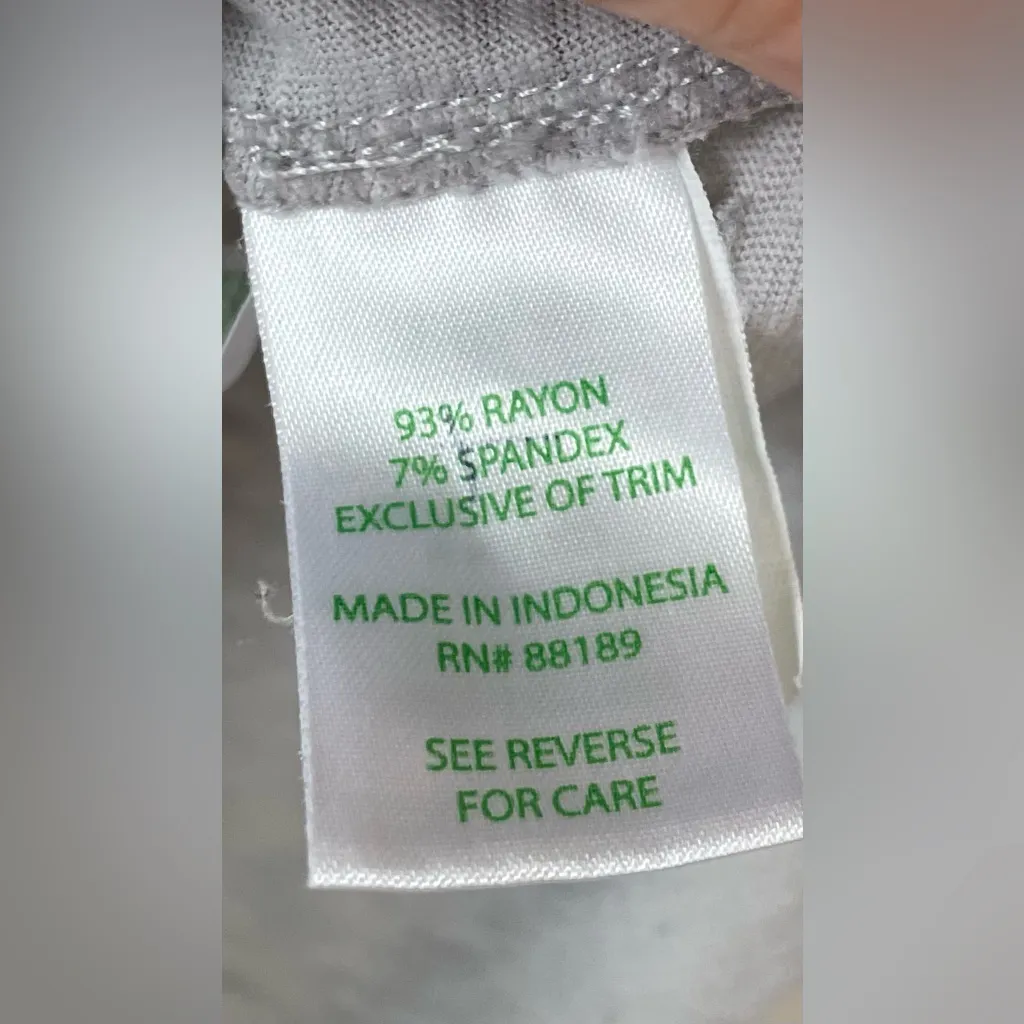 93% RAYON
7% SPANDEX
EXCLUSIVE OF TRIM
MADE IN INDONESIA
RN# 88189
SEE REVERSE
FOR CARE